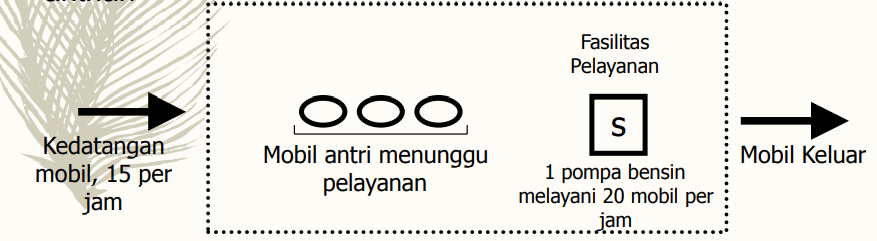 Kedatangan
mobil, 15 per
jam
Mobil antri menunggu
pelayanan
Fasilitas
Pelayanan
S
1 pompa bensin
melayani 20 mobil per
jam
Mobil Keluar